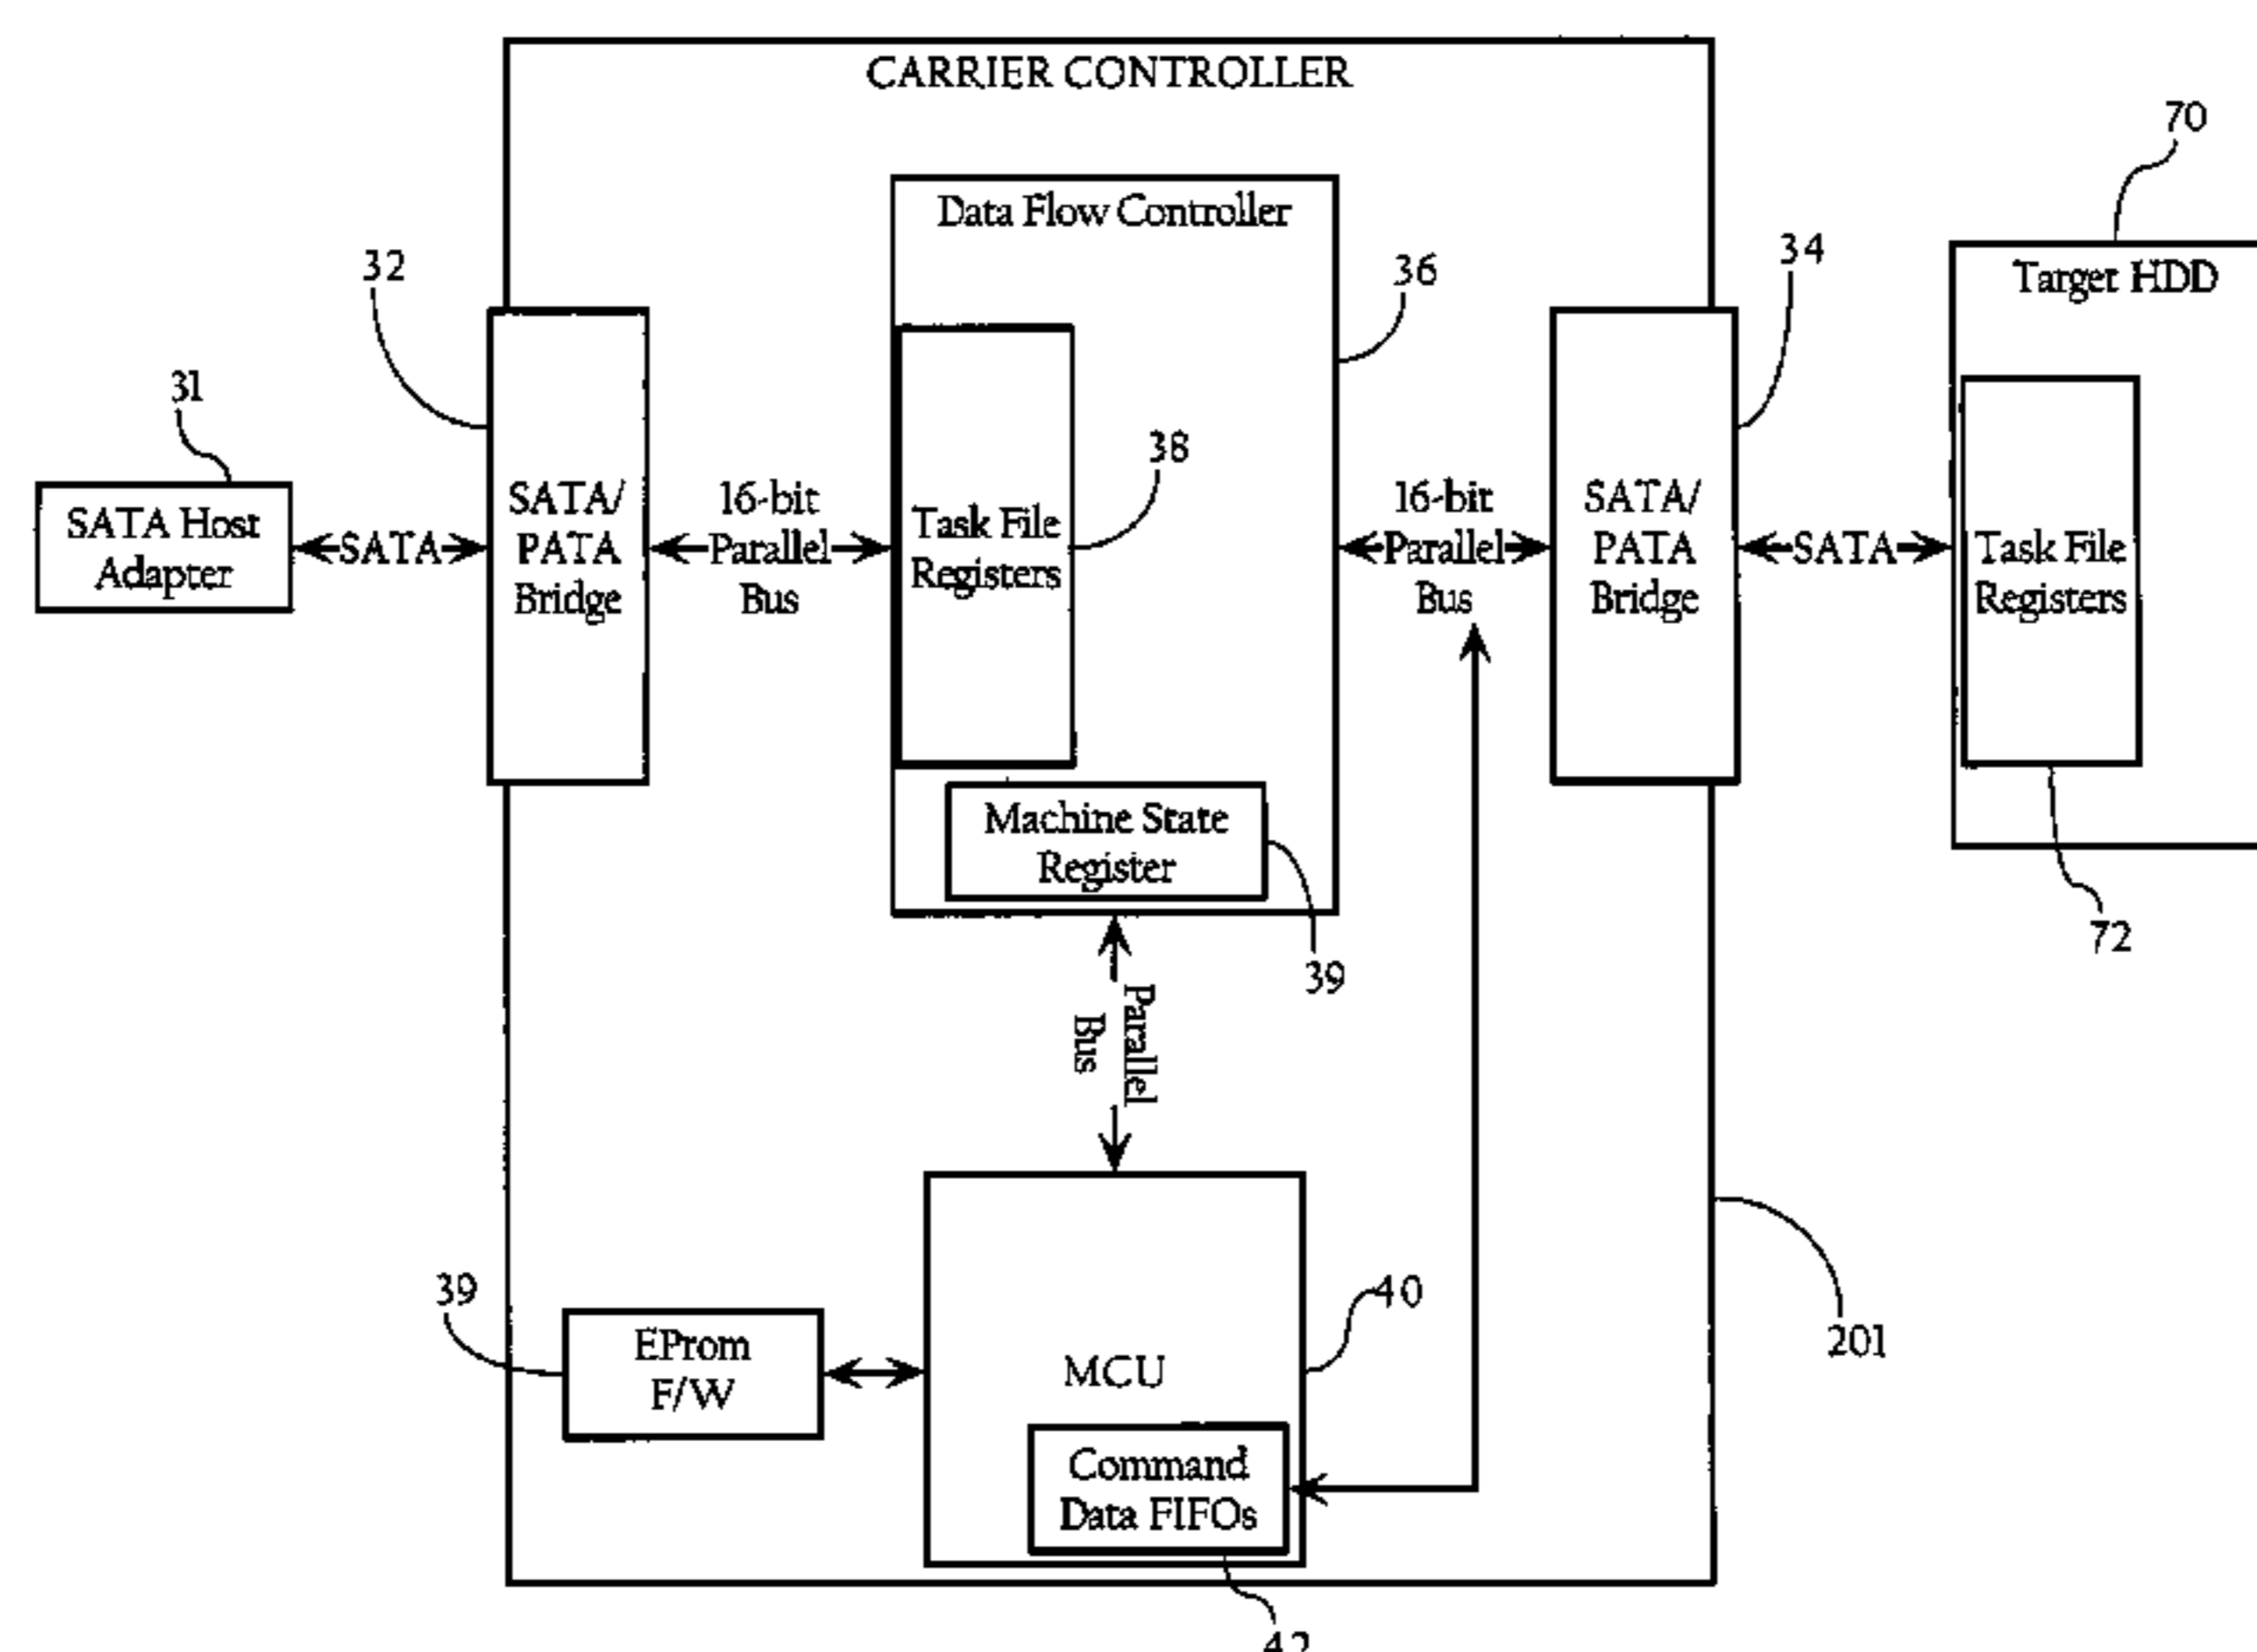 CARRIER CONTROLLER
70
Data Flow Controller
32
36
34
Target HDD
31
38
SATA Host
Adapter
SATA
SATA/
PATA
Bridge
16-bit
Parallel
Bus
Task File
Registers
16-bit
Parallel
Bus
SATA/
PATA
Bridge
SATA
Task File
Registers
Machine State
Register
39
72
Parallel
Bus
39
EProm
F/W
MCU
40
201
Command
Data FIFOs
42